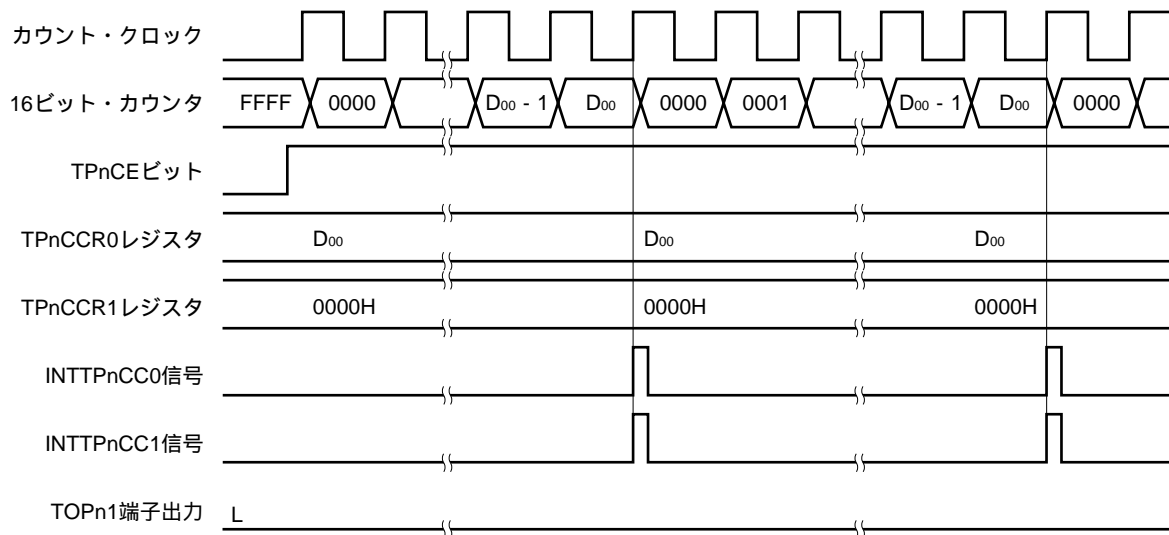 カウント・クロック
16ビット・カウンタ FFFF 0000 D00 - 1 D00 0000 0001 D00 - 1 D00 0000
TPnCEビット
TPnCCR0レジスタ D00 D00 D00
TPnCCR1レジスタ 0000H 0000H 0000H
INTTPnCC0信号
INTTPnCC1信号
TOPn1端子出力 L